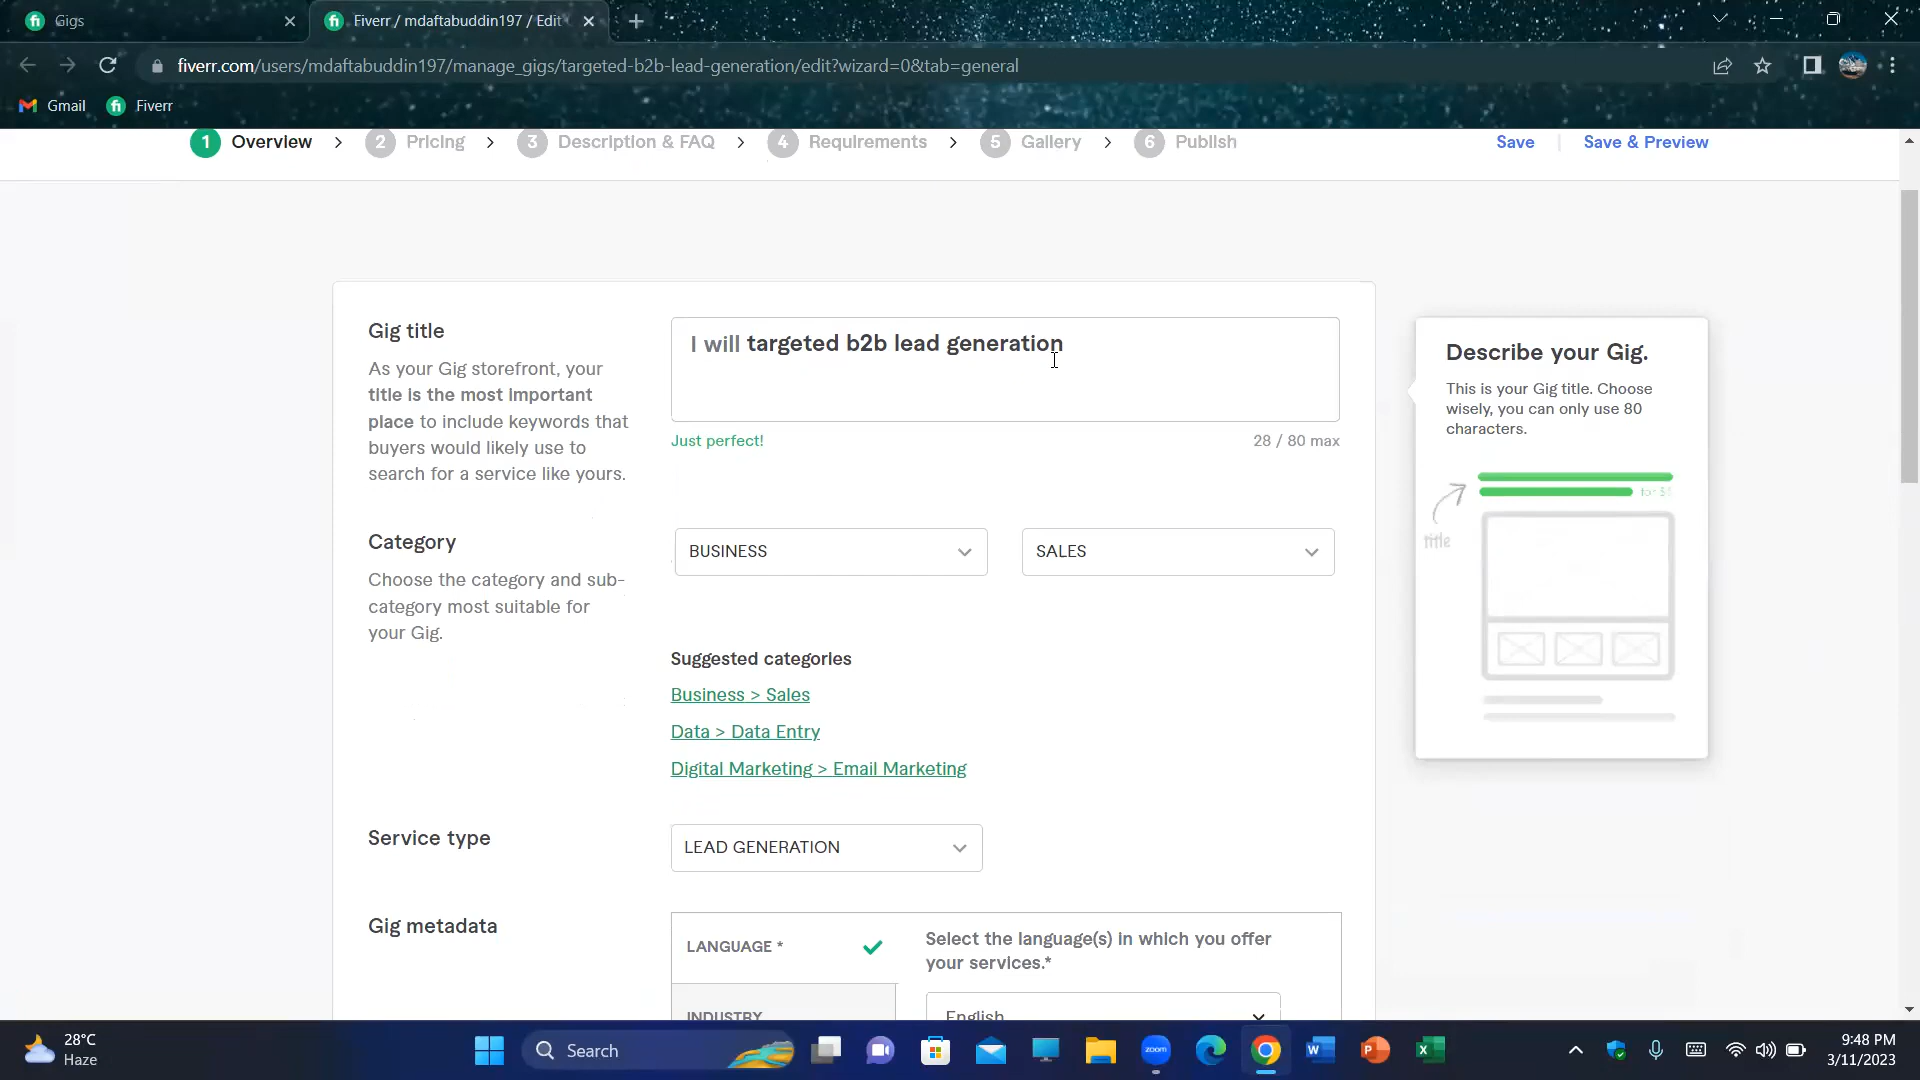 Gigs
Fiverr / mdaftabuddin197 / Edit
fiverr.com/users/mdaftabuddin197/manage_gigs/targeted-b2b-lead-generation/edit?wizard=0&tab=general
Gmail Fiverr
1 Overview > 2 Pricing > 3 Description & FAQ > 4 Requirements > 5 Gallery > 6 Publish
Save | Save & Preview
Gig title
As your Gig storefront, your
title is the most important
place to include keywords that
buyers would likely use to
search for a service like yours.
I will targeted b2b lead generation
Just perfect!
28 / 80 max
Describe your Gig.
This is your Gig title. Choose
wisely, you can only use 80
characters.
for $5
title
Category
Choose the category and sub-
category most suitable for
your Gig.
BUSINESS
SALES
Suggested categories
Business > Sales
Data > Data Entry
Digital Marketing > Email Marketing
Service type
LEAD GENERATION
Gig metadata
LANGUAGE *
INDUSTRY
Select the language(s) in which you offer
your services.*
English
28°C
Haze
Search
zoom
9:48 PM
3/11/2023